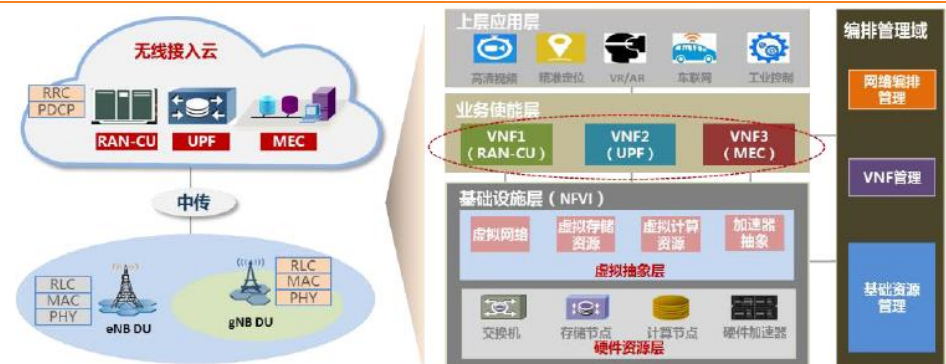 无线接入云
RRC
PDCP
RAN-CU
UPF
MEC
中传
RLC
MAC
PHY
eNB DU
RLC
MAC
PHY
gNB DU
上层应用层
高清视频
精准定位
VR/AR
车联网
工业控制
业务使能层
VNF1
（RAN-CU）
VNF2
（UPF）
VNF3
（MEC）
基础设施层（NFVI）
虚拟网络
虚拟存储
资源
虚拟计算
资源
加速器
抽象
虚拟抽象层
交换机
存储节点
计算节点
硬件加速器
硬件资源层
编排管理域
网络编排
管理
VNF管理
基础资源
管理